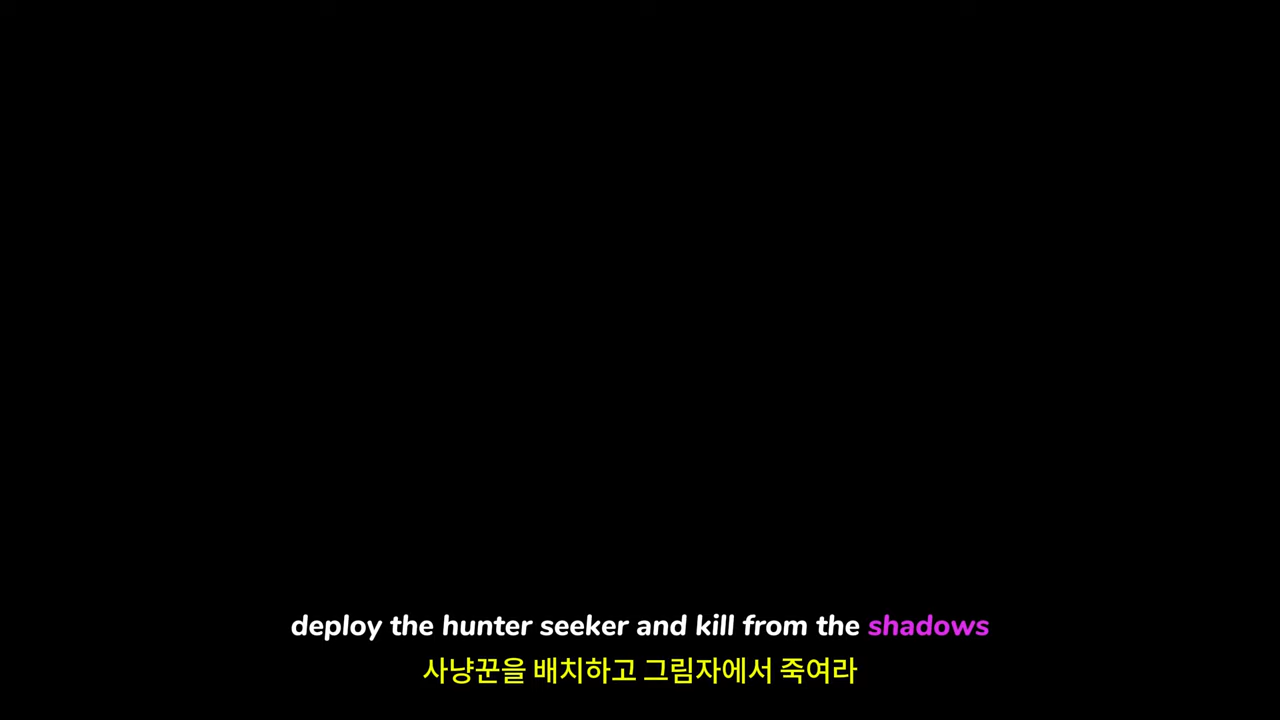 deploy the hunter seeker and kill from the shadows
사냥꾼을 배치하고 그림자에서 죽여라